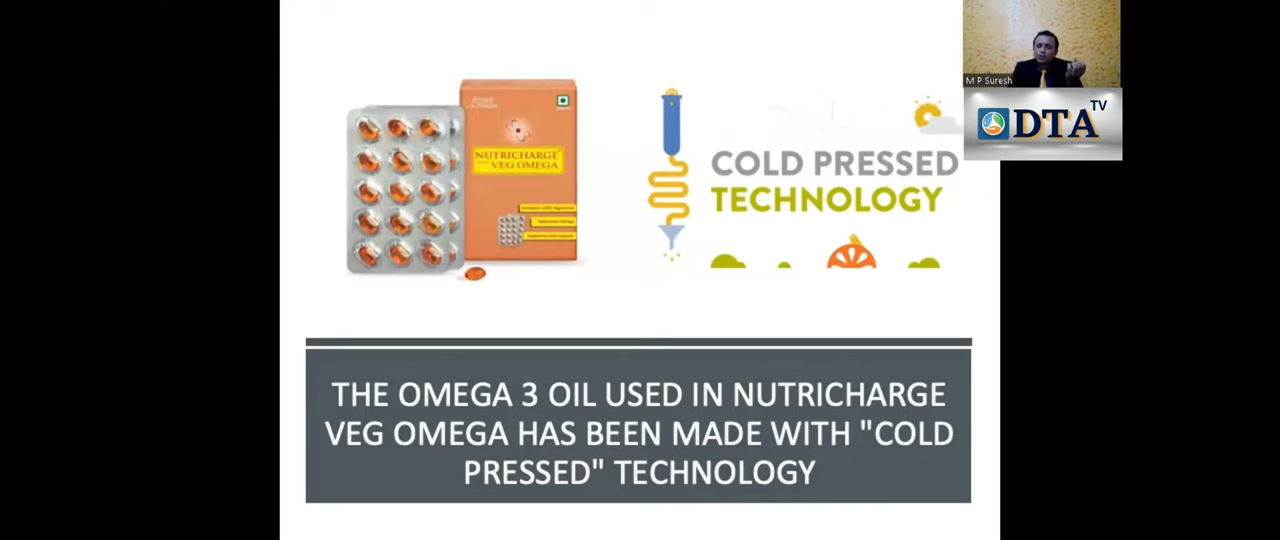 M P Suresh
DTA TV
NUTRICHARGE
VEG OMEGA
COLD PRESSED
TECHNOLOGY
THE OMEGA 3 OIL USED IN NUTRICHARGE
VEG OMEGA HAS BEEN MADE WITH "COLD
PRESSED" TECHNOLOGY